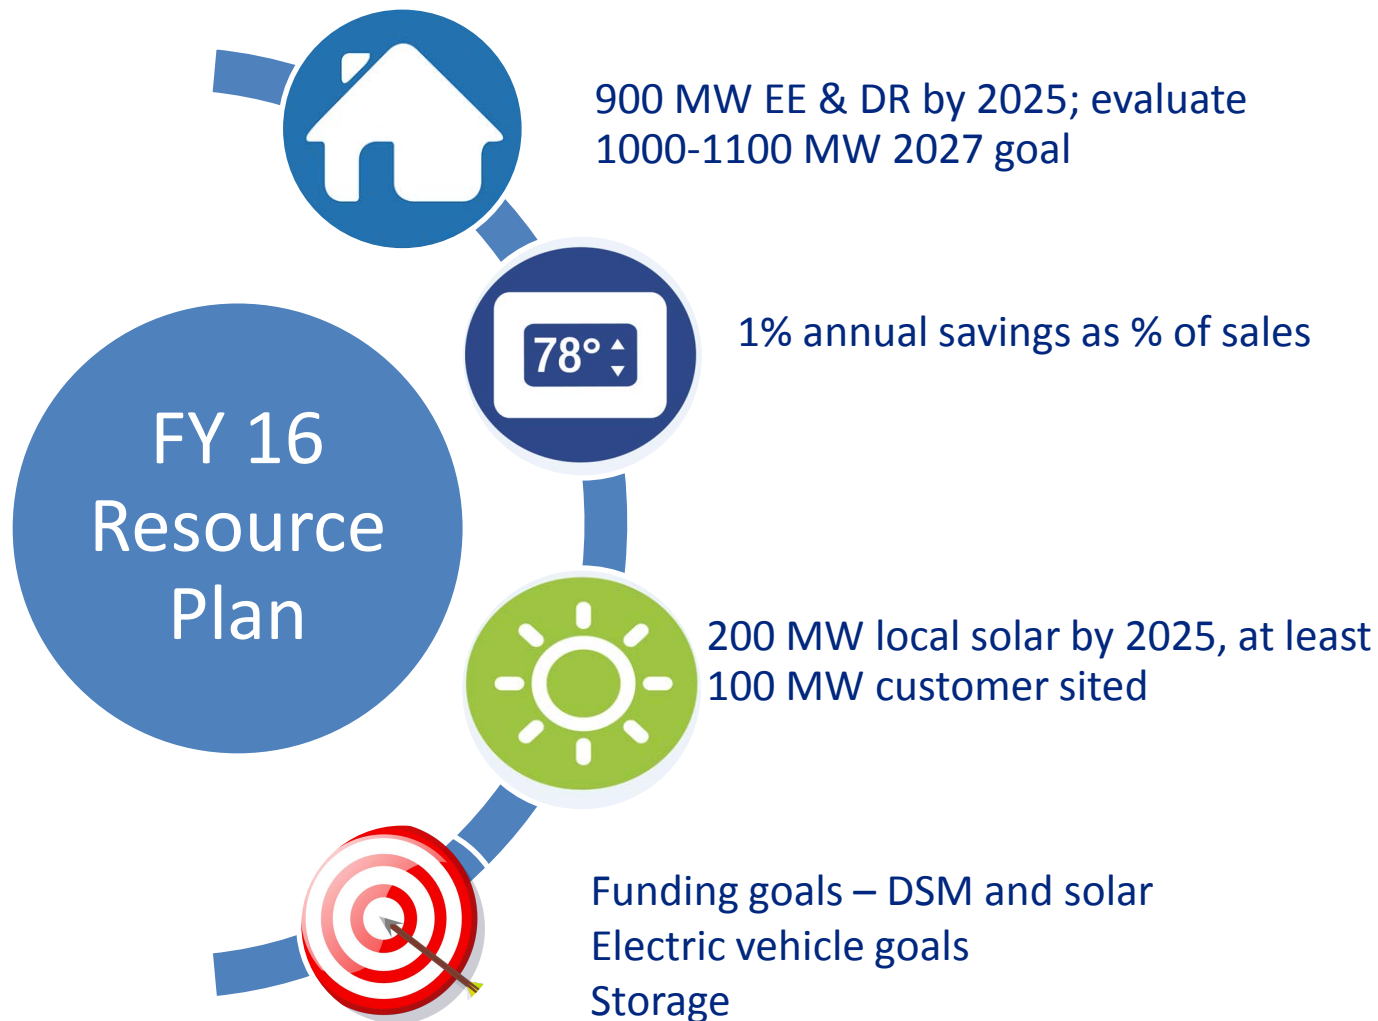 900 MW EE & DR by 2025; evaluate
1000-1100 MW 2027 goal
78°
1% annual savings as % of sales
FY 16
Resource
Plan
200 MW local solar by 2025, at least
100 MW customer sited
Funding goals – DSM and solar
Electric vehicle goals
Storage